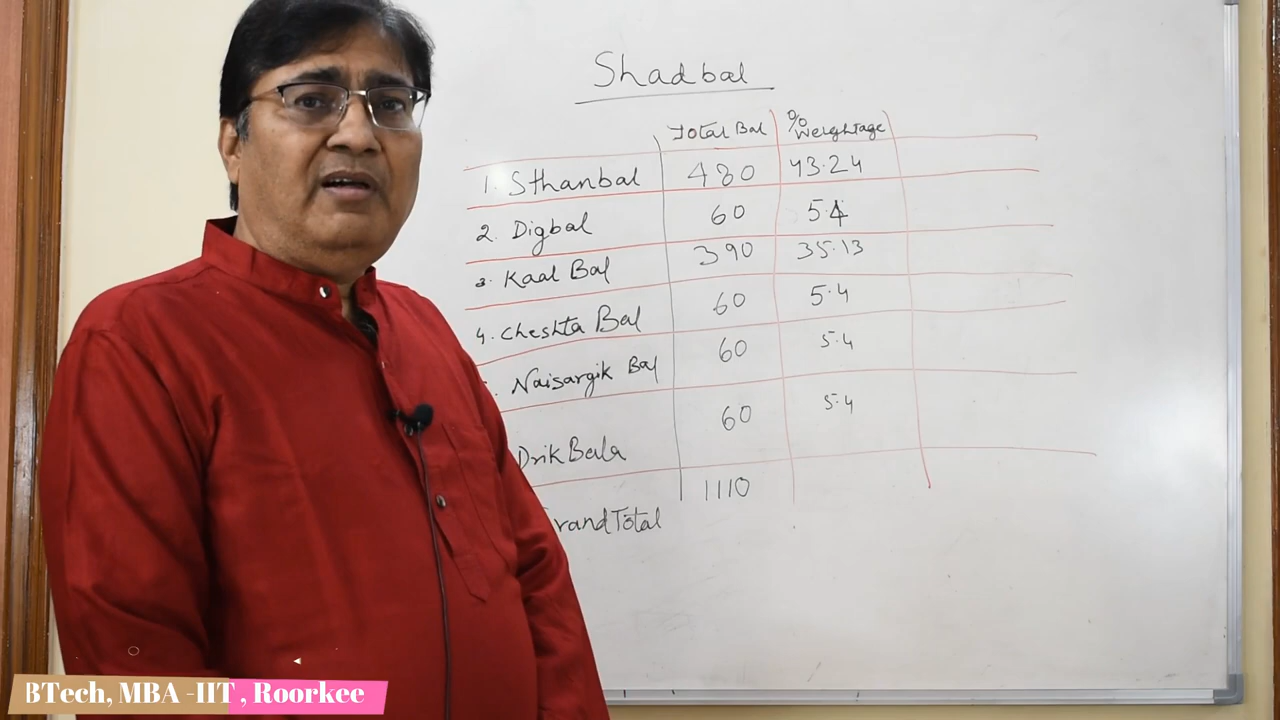 Shadbal
Total Bal % Weightage
1. Sthanbal 480 43.24
2. Digbal 60 5.4
3. Kaal Bal 390 35.13
4. Cheshta Bal 60 5.4
. Naisargik Bal 60 5.4
Drik Bala 60 5.4
Grand Total 1110
BTech, MBA -IIT , Roorkee